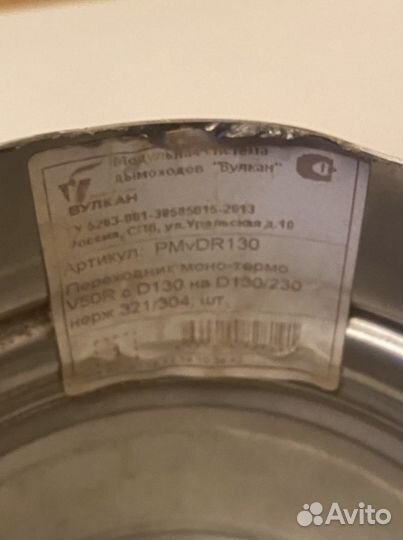 Модульная система
дымоходов "Вулкан"
ВУЛКАН
ТУ 5263-001-30585015-2013
Россия, СПб, ул.Уральская д.10
Артикул: PMvDR130
Переходник моно-термо
V50R с D130 на D130/230
нерж 321/304, шт.
Avito